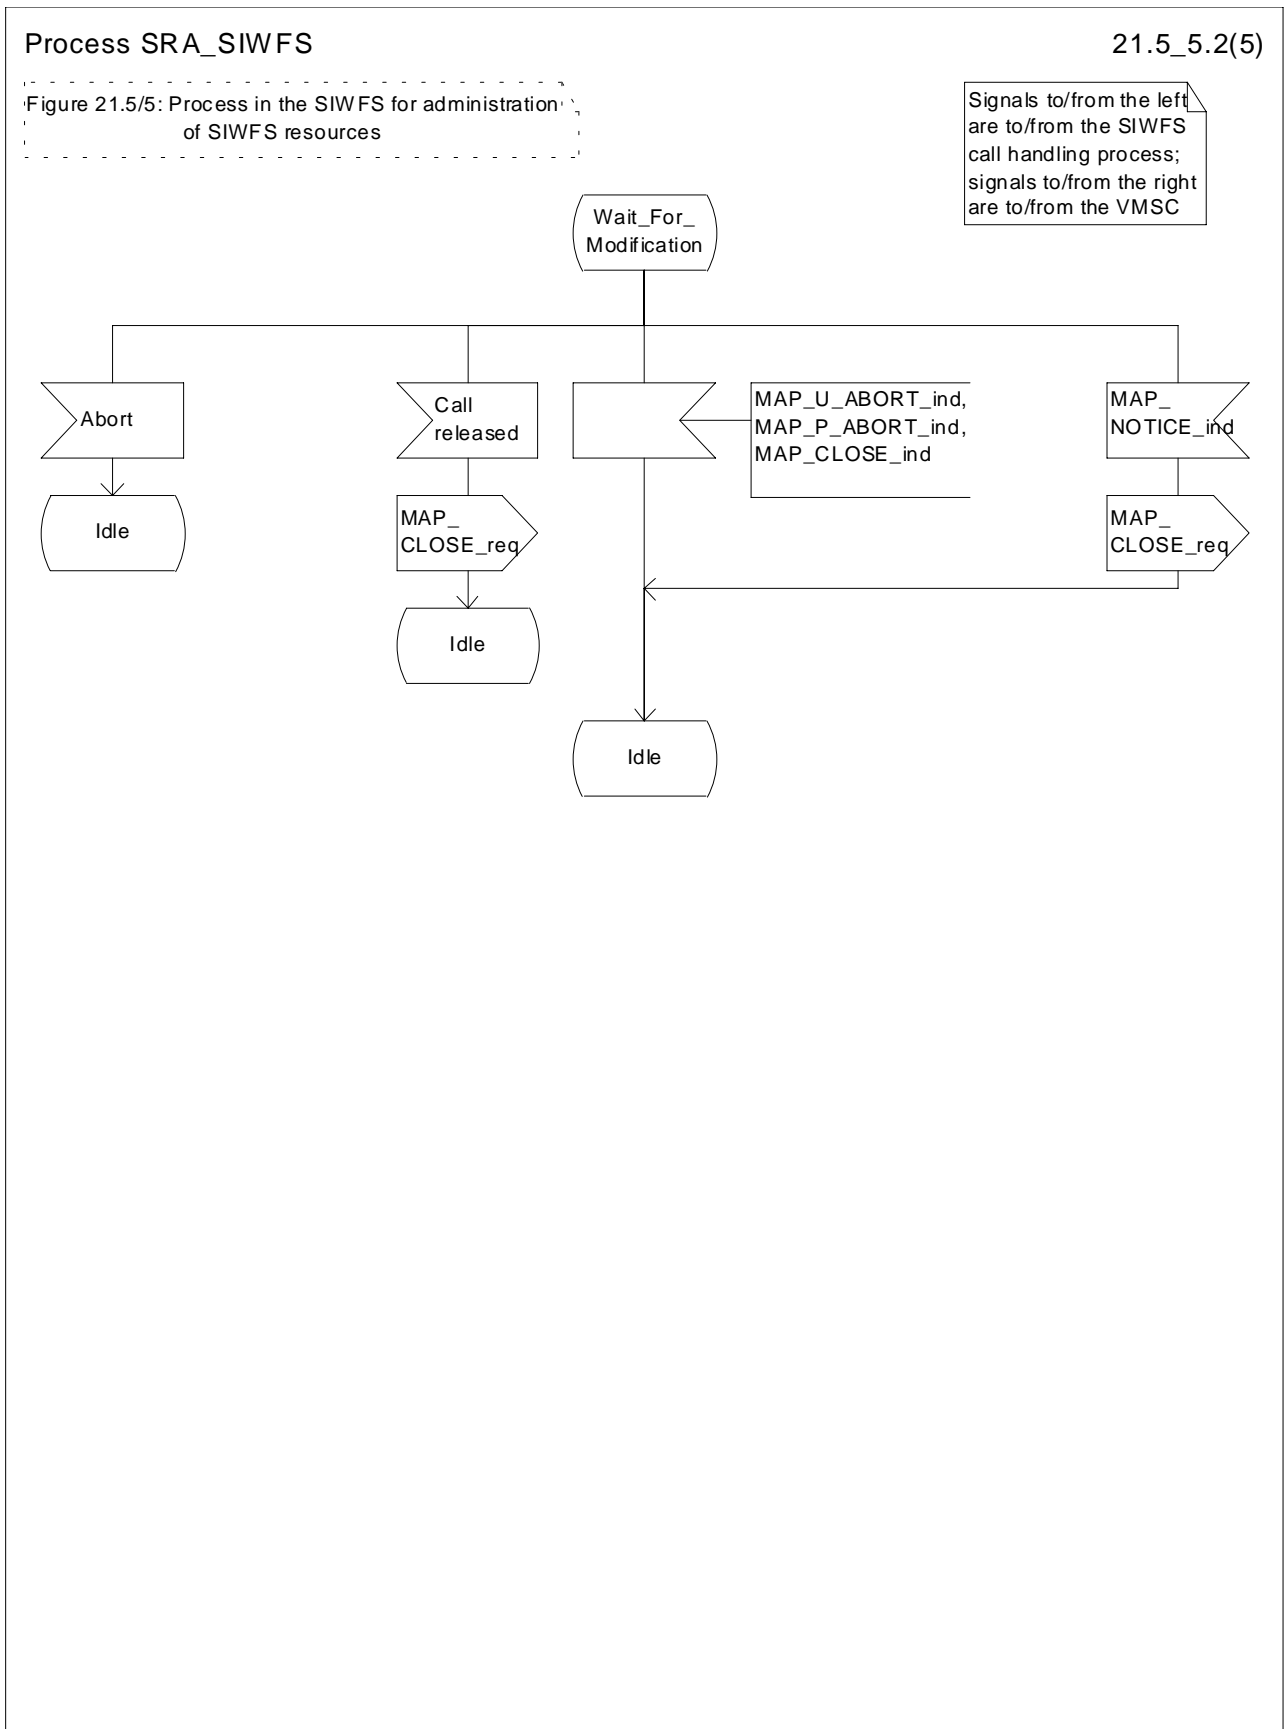 Process SRA_SIWFS
21.5_5.2(5)
Figure 21.5/5: Process in the SIWFS for administration
of SIWFS resources
Signals to/from the left
are to/from the SIWFS
call handling process;
signals to/from the right
are to/from the VMSC
Wait_For_
Modification
Abort
Call
released
MAP_U_ABORT_ind,
MAP_P_ABORT_ind,
MAP_CLOSE_ind
MAP_
NOTICE_ind
Idle
MAP_
CLOSE_req
MAP_
CLOSE_req
Idle
Idle